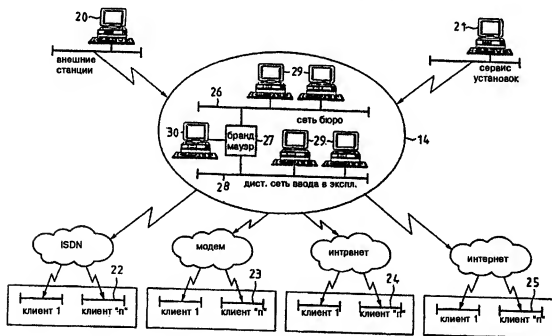 20
21
внешние
станции
сервис
установок
29
26
сеть бюро
30
бранд
мауэр
27
29
14
28
дист. сеть ввода в экспл.
ISDN
модем
интранет
интернет
22
23
24
25
клиент 1
клиент "n"
клиент 1
клиент "n"
клиент 1
клиент "n"
клиент 1
клиент "n"